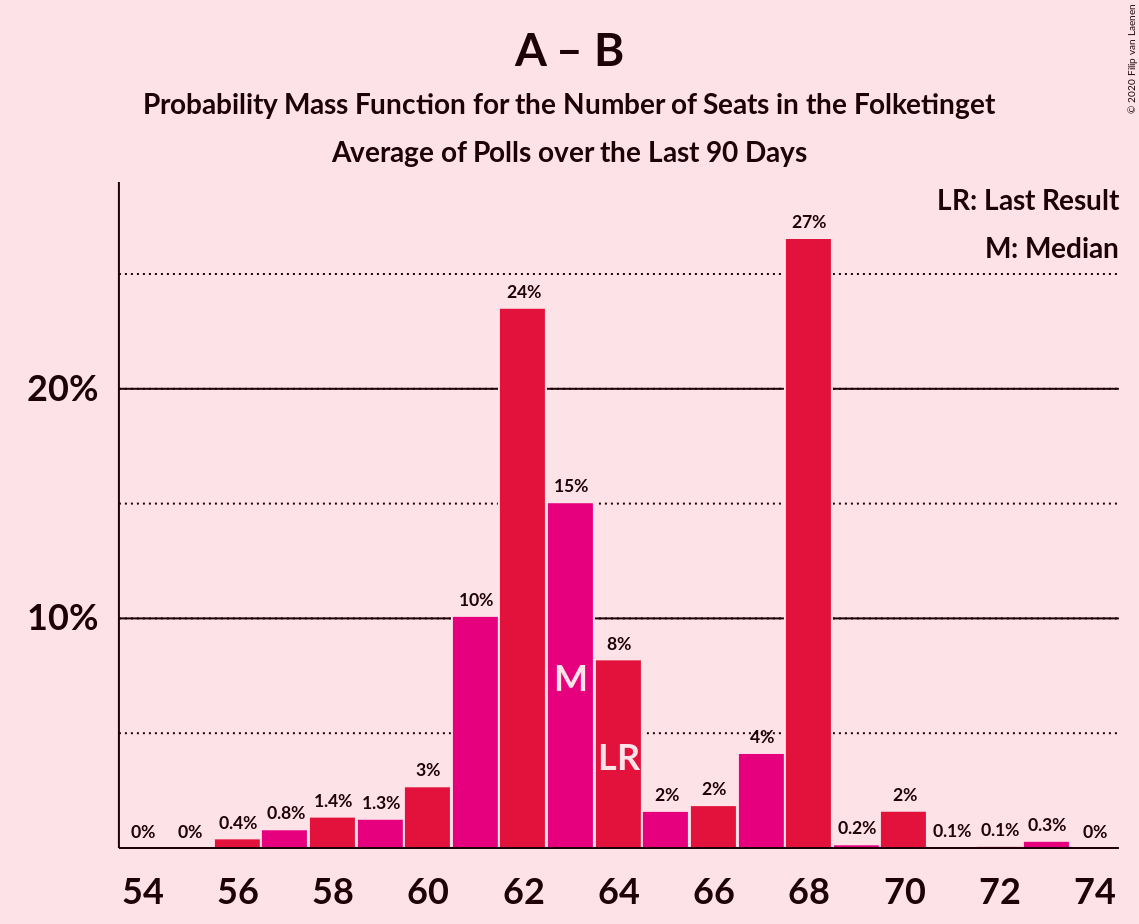 A – B
Probability Mass Function for the Number of Seats in the Folketinget
Average of Polls over the Last 90 Days
© 2020 Filip van Laenen
LR: Last Result
M: Median
27%
24%
20%
15%
10%
10%
8%
M
LR
4%
3%
2%
2%
2%
1.4%
1.3%
0.8%
0.4%
0%
0%
0.2%
0.1%
0.1%
0.3%
0%
54 56 58 60 62 64 66 68 70 72 74